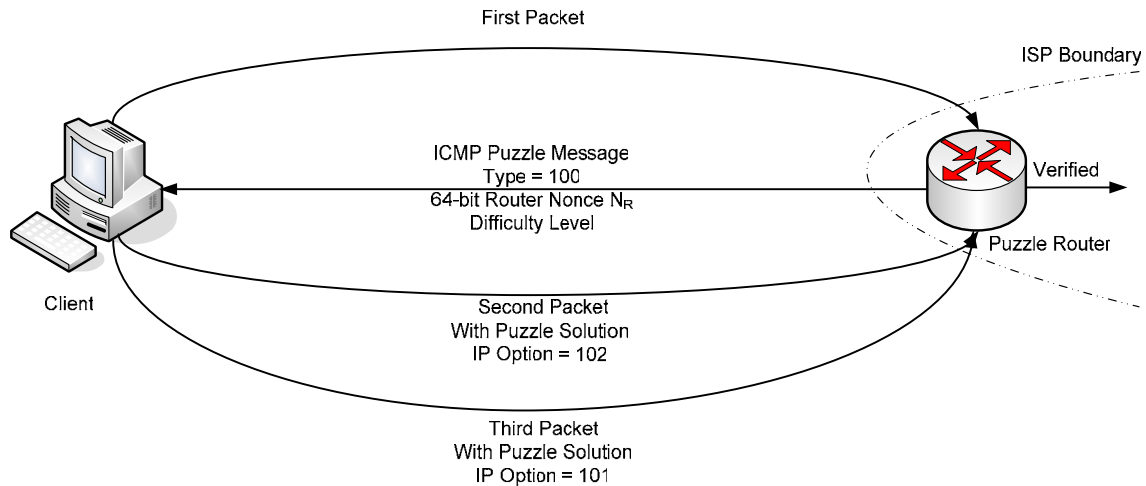 First Packet
ISP Boundary
ICMP Puzzle Message
Type = 100
64-bit Router Nonce NR
Difficulty Level
Verified
Puzzle Router
Client
Second Packet
With Puzzle Solution
IP Option = 102
Third Packet
With Puzzle Solution
IP Option = 101